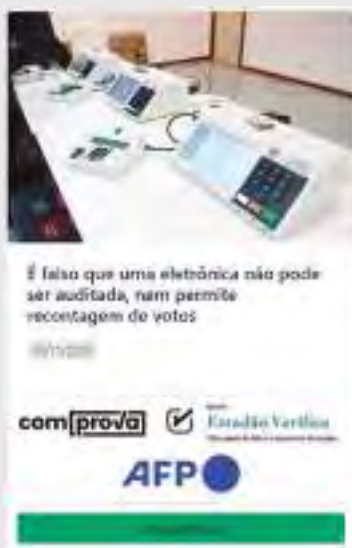 É falso que urna eletrônica não pode
ser auditada, nem permite
recontagem de votos
comprova
Estadão Verifica
AFP